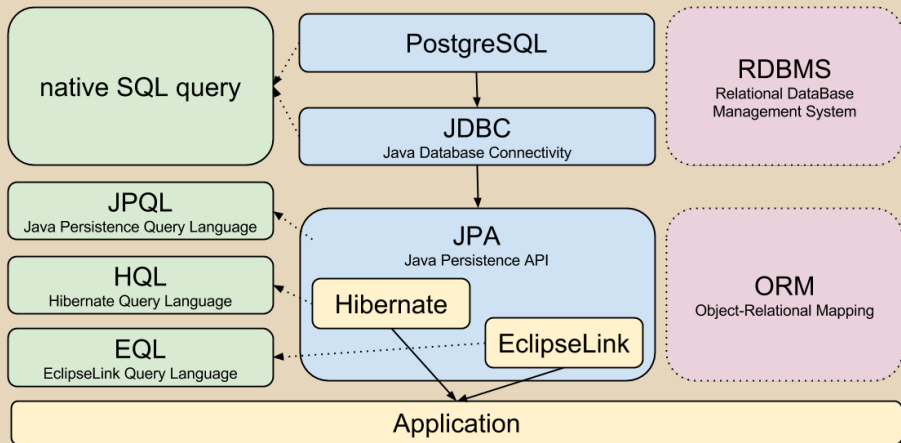 native SQL query
PostgreSQL
JDBC
Java Database Connectivity
RDBMS
Relational DataBase
Management System
JPQL
Java Persistence Query Language
HQL
Hibernate Query Language
EQL
EclipseLink Query Language
JPA
Java Persistence API
Hibernate
EclipseLink
ORM
Object-Relational Mapping
Application